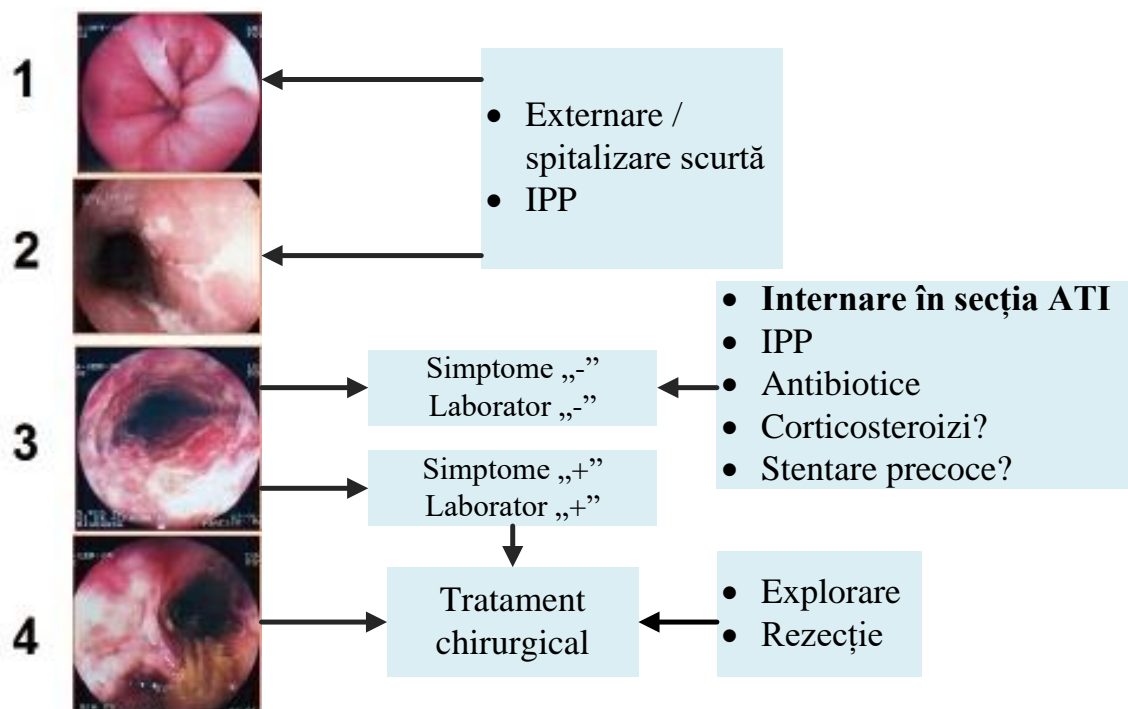 1
• Externare /
spitalizare scurtă
• IPP
2
• Internare în secția ATI
• IPP
• Antibiotice
• Corticosteroizi?
• Stentare precoce?
Simptome „-”
Laborator „-”
3
Simptome „+”
Laborator „+”
4
Tratament
chirurgical
• Explorare
• Rezecție